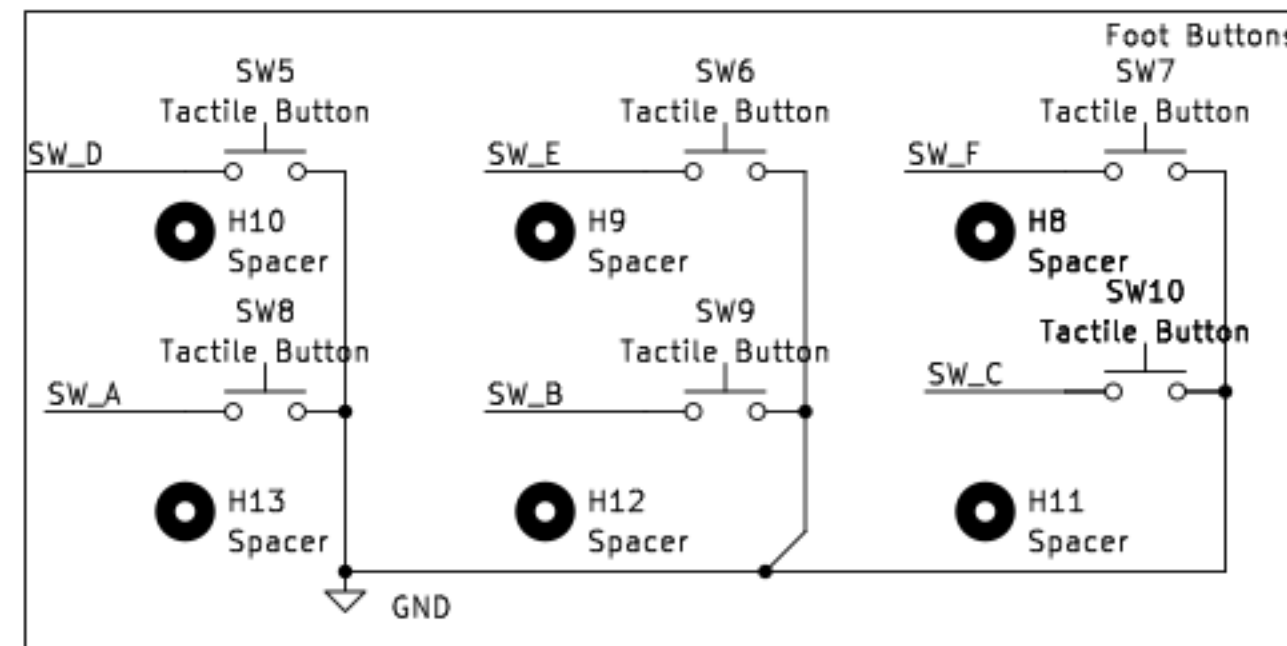 Foot Buttons
SW5
Tactile Button
SW_D
SW6
Tactile Button
SW_E
SW7
Tactile Button
SW_F
H10
Spacer
H9
Spacer
H8
Spacer
SW8
Tactile Button
SW_A
SW9
Tactile Button
SW_B
SW10
Tactile Button
SW_C
H13
Spacer
H12
Spacer
H11
Spacer
GND